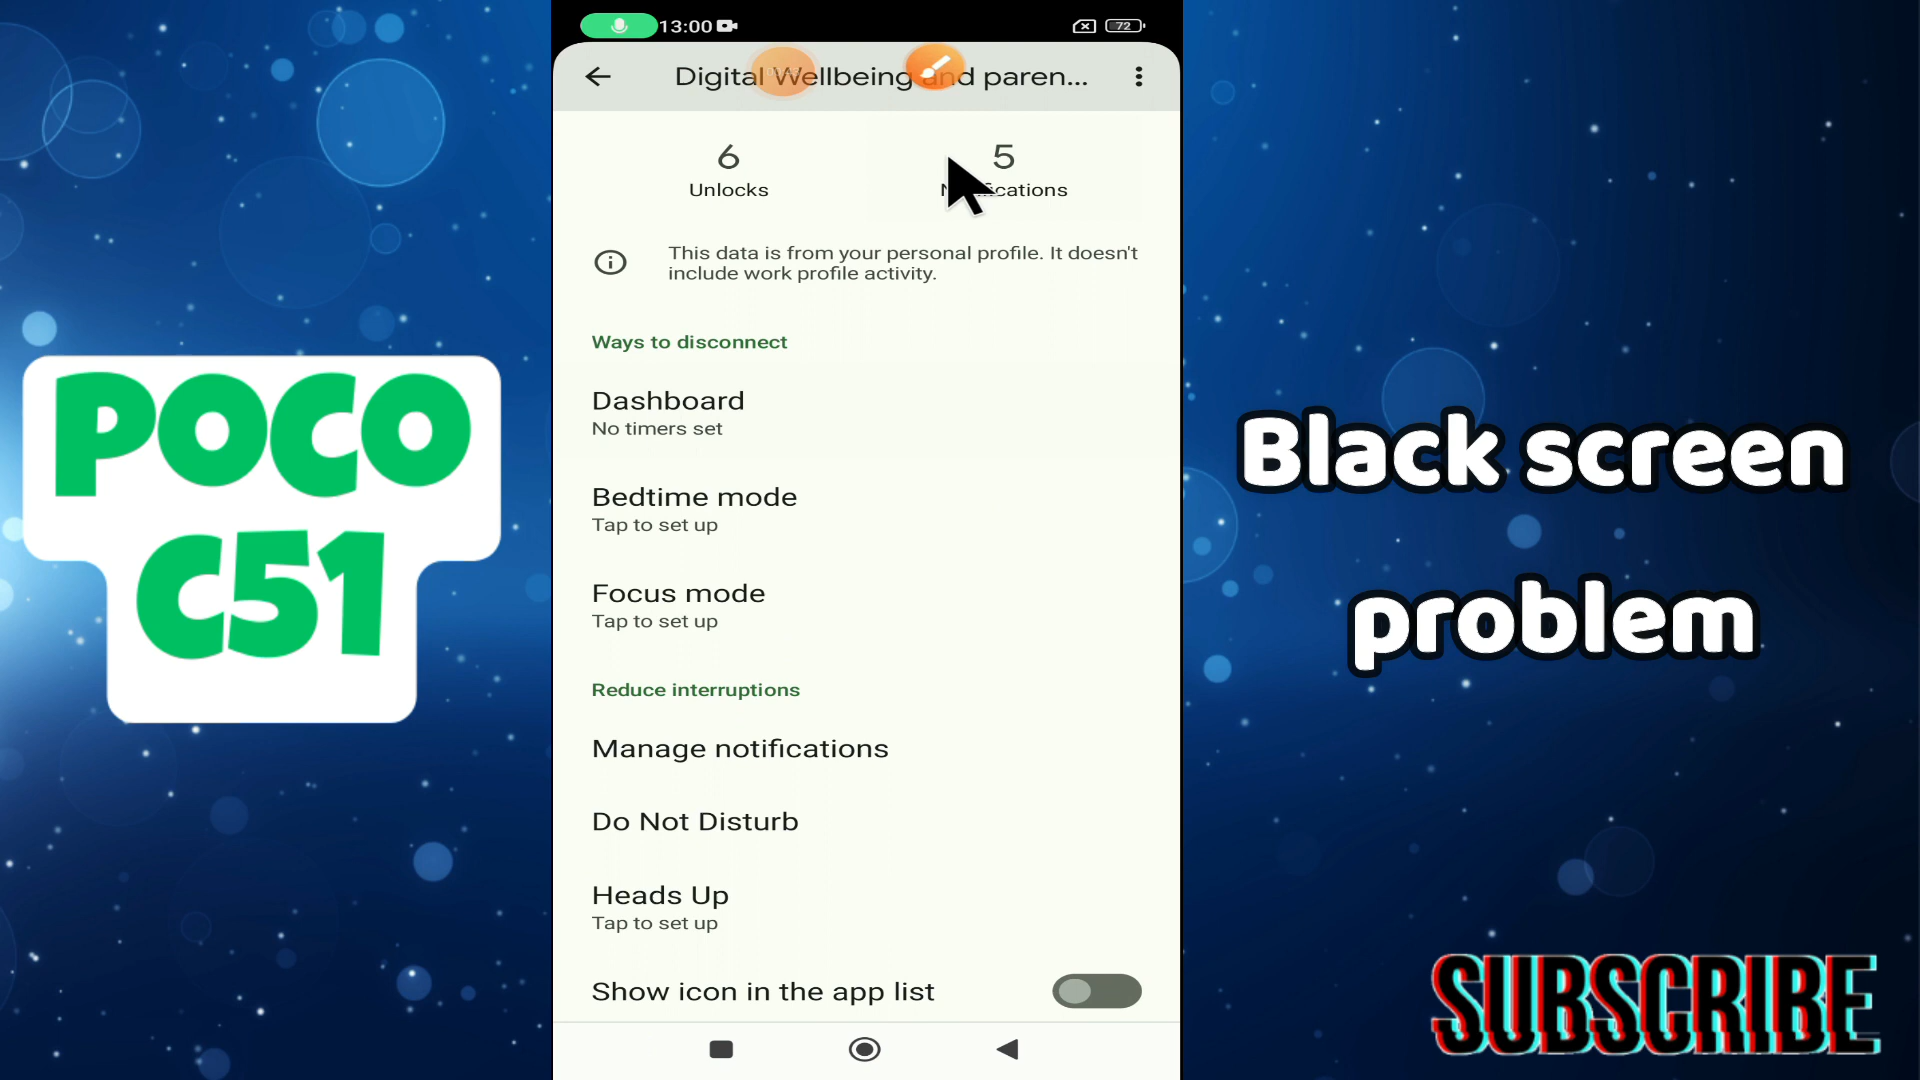 POCO
C51
13:00
72
Digital Wellbeing and paren...
6
Unlocks
5
This data is from your personal profile. It doesn't
include work profile activity.
Ways to disconnect
Dashboard
No timers set
Bedtime mode
Tap to set up
Focus mode
Tap to set up
Reduce interruptions
Manage notifications
Do Not Disturb
Heads Up
Tap to set up
Show icon in the app list
Black screen
problem
SUBSCRIBE